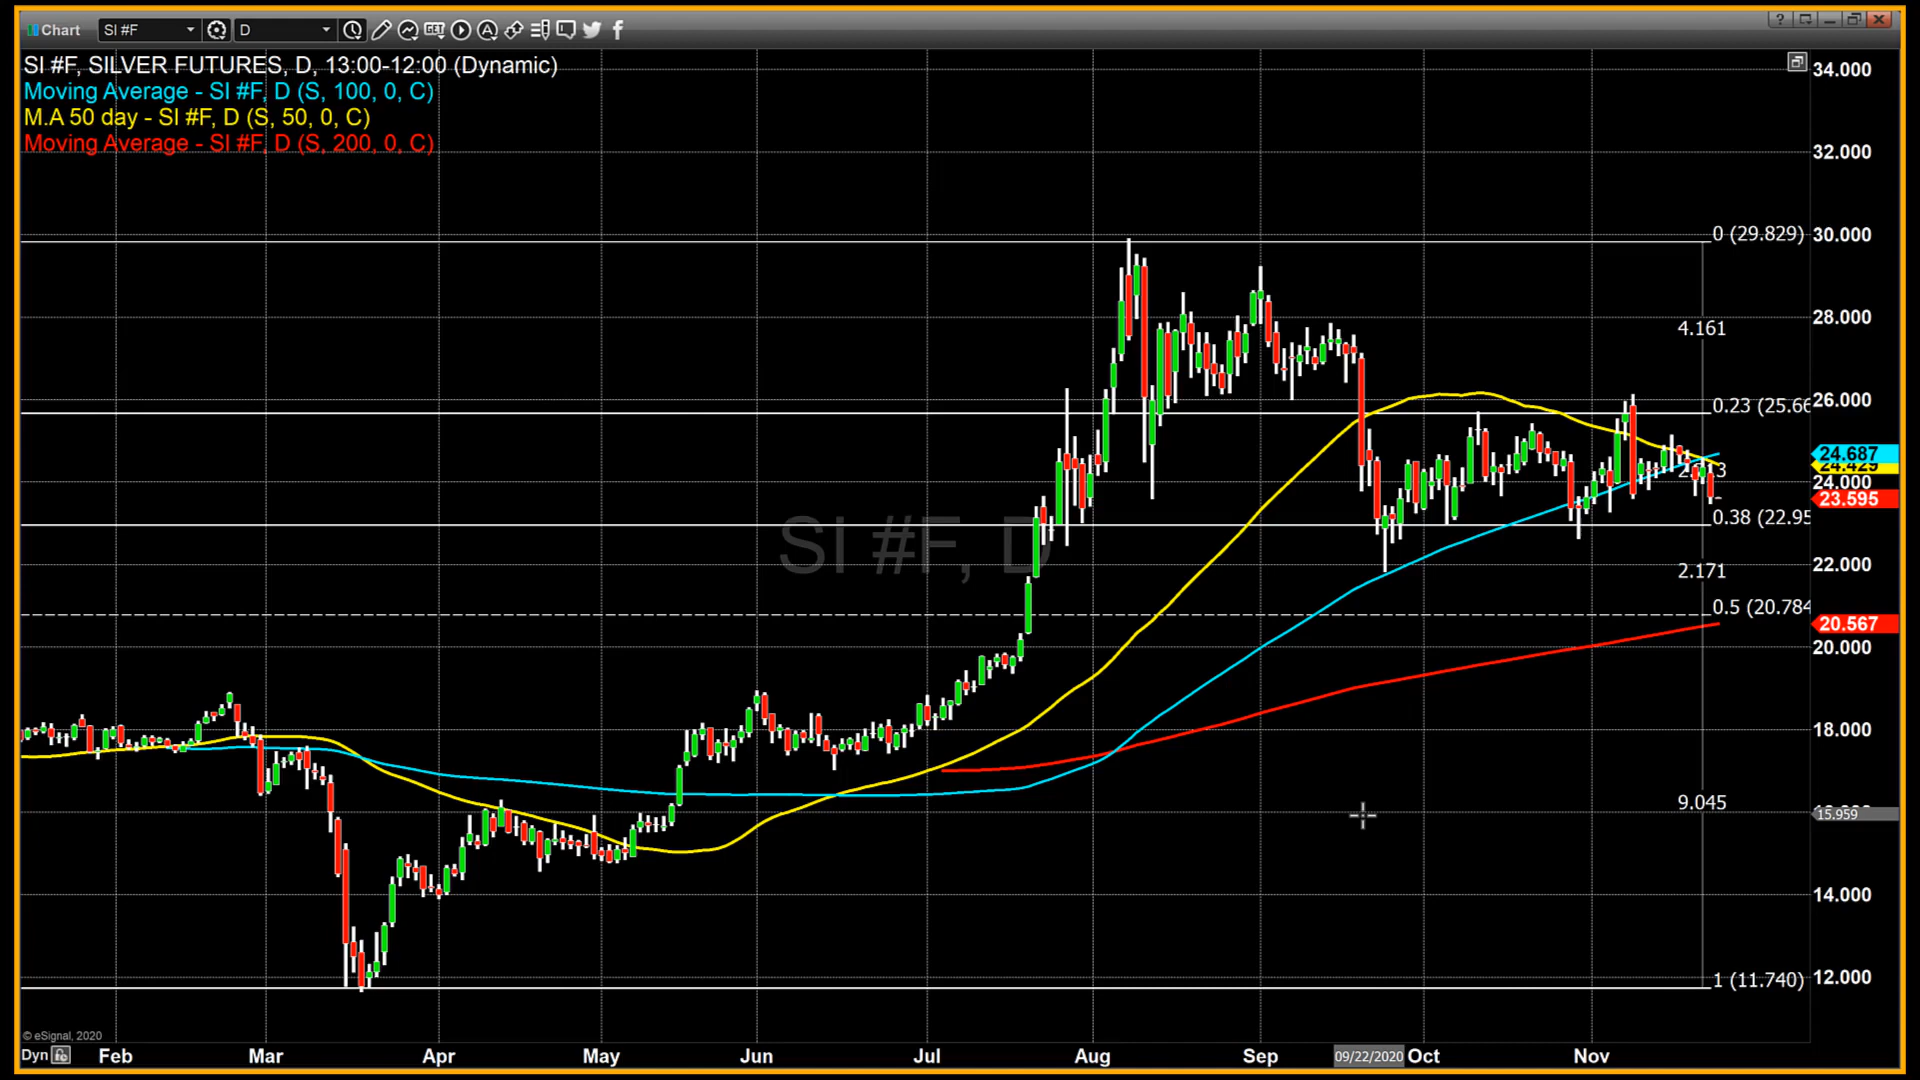 Chart SI #F D GET A
SI #F, SILVER FUTURES, D, 13:00-12:00 (Dynamic)
Moving Average - SI #F, D (S, 100, 0, C)
M.A 50 day - SI #F, D (S, 50, 0, C)
Moving Average - SI #F, D (S, 200, 0, C)
34.000
32.000
0 (29.829) 30.000
4.161 28.000
0.23 (25.66 26.000
24.687
24.429
24.000
23.595
0.38 (22.95
SI #F, D
2.171 22.000
0.5 (20.784
20.567
20.000
18.000
9.045
15.959
14.000
1 (11.740) 12.000
© eSignal, 2020
Dyn Feb Mar Apr May Jun Jul Aug Sep 09/22/2020 Oct Nov